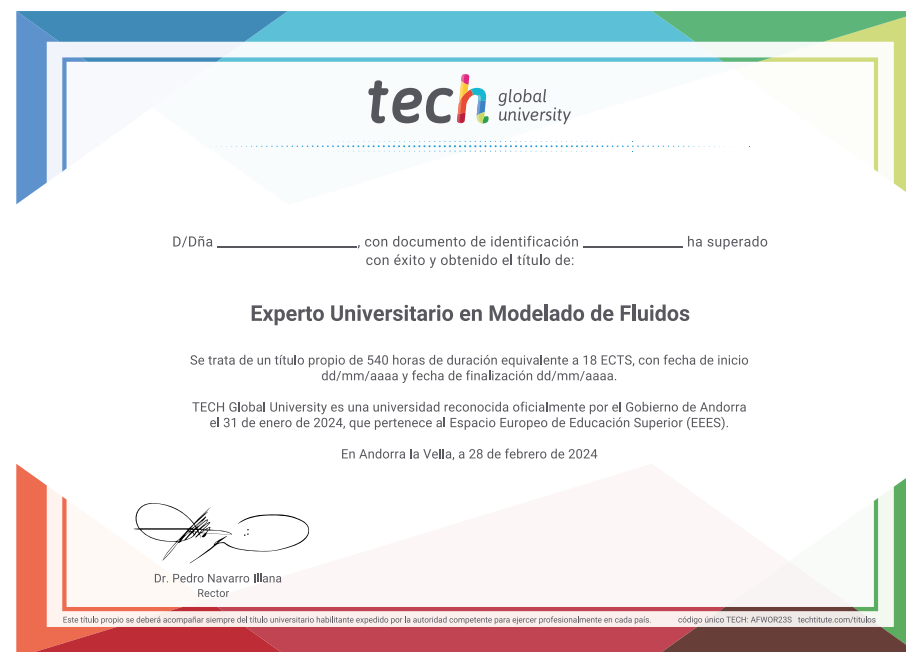 tech global
university
D/Dña ____________________, con documento de identificación ______________ ha superado
con éxito y obtenido el título de:
Experto Universitario en Modelado de Fluidos
Se trata de un título propio de 540 horas de duración equivalente a 18 ECTS, con fecha de inicio
dd/mm/aaaa y fecha de finalización dd/mm/aaaa.
TECH Global University es una universidad reconocida oficialmente por el Gobierno de Andorra
el 31 de enero de 2024, que pertenece al Espacio Europeo de Educación Superior (EEES).
En Andorra la Vella, a 28 de febrero de 2024
Dr. Pedro Navarro Illana
Rector
Este título propio se deberá acompañar siempre del título universitario habilitante expedido por la autoridad competente para ejercer profesionalmente en cada país. código único TECH: AFWOR23S techtitute.com/titulos